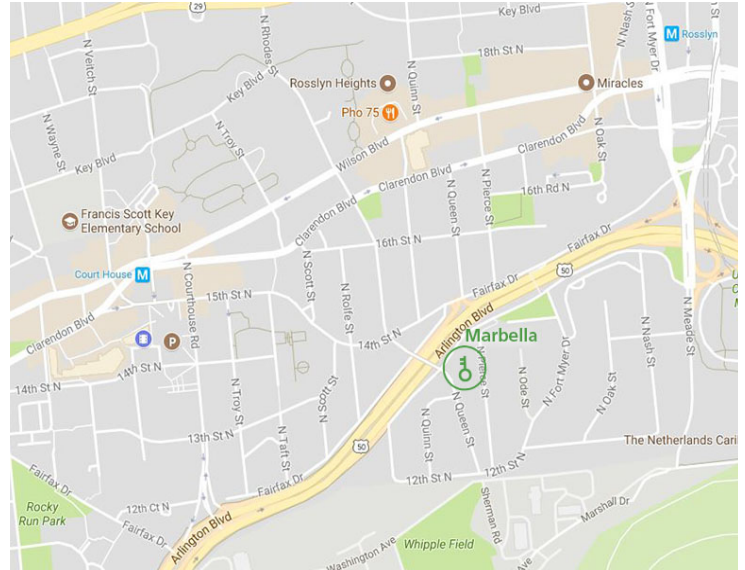 29
Key Blvd
N Nash St
N Fort Myer Dr
M Rosslyn
N Veitch St
N Rhodes St
Key Blvd
18th St N
Rosslyn Heights
N Quinn St
Miracles
Pho 75
N Wayne St
N Troy St
Wilson Blvd
Clarendon Blvd
N Oak St
Key Blvd
N Pierce St
16th Rd N
Clarendon Blvd
N Queen St
Francis Scott Key
Elementary School
16th St N
Fairfax Dr
Court House M
N Courthouse Rd
N Scott St
50
15th St N
N Rolfe St
Fairfax Dr
N Meade St
Clarendon Blvd
Arlington Blvd
Marbella
14th St N
P
N Nash St
14th St N
14th St N
N Pierce St
N Fort Myer Dr
N Ode St
N Troy St
N Scott St
N Queen St
N Oak St
13th St N
N Quinn St
N Taft St
50
The Netherlands Cari
Fairfax Dr
12th St N
12th St N
Fairfax Dr
Rocky
Run Park
12th Ct N
Sherman Rd
Marshall Dr
Fairfax Dr
Arlington Blvd
Washington Ave
Whipple Field